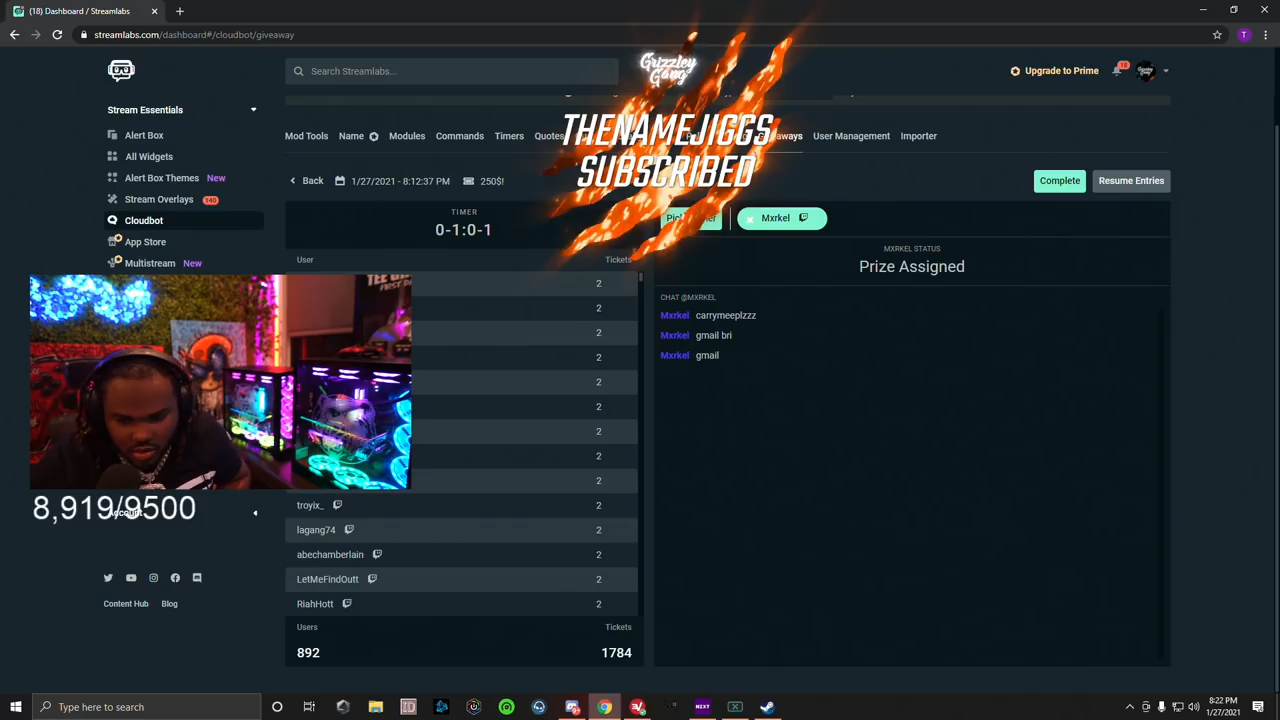 (18) Dashboard / Streamlabs
streamlabs.com/dashboard#/cloudbot/giveaway
Search Streamlabs...
Grizzley Gang
Upgrade to Prime
18
Stream Essentials
Alert Box
All Widgets
Alert Box Themes New
Stream Overlays 140
Cloudbot
App Store
Multistream New
Mod Tools Name Modules Commands Timers Quotes
User Management Importer
THENAMEJIGGS
SUBSCRIBED
Back 1/27/2021 - 8:12:37 PM 250$!
Complete Resume Entries
TIMER
0-1:0-1
Mxrkel
MXRKEL STATUS
Prize Assigned
User Tickets
2
2
2
2
2
2
2
2
2
troyix_ 2
lagang74 2
abechamberlain 2
LetMeFindOutt 2
RiahHott 2
Users Tickets
892 1784
CHAT @MXRKEL
Mxrkel carrymeeplzzz
Mxrkel gmail bri
Mxrkel gmail
8,919/9500
Account
Content Hub Blog
Type here to search
N2XT
8:22 PM
1/27/2021